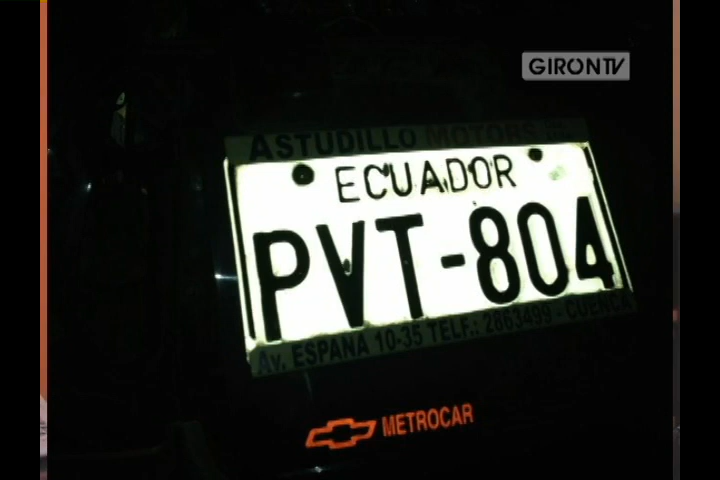 GIRONTV
ASTUDILLO MOTORS
ECUADOR
PVT-804
Av. ESPAÑA 10-35 TELF.: 2863499 - CUENCA
METROCAR